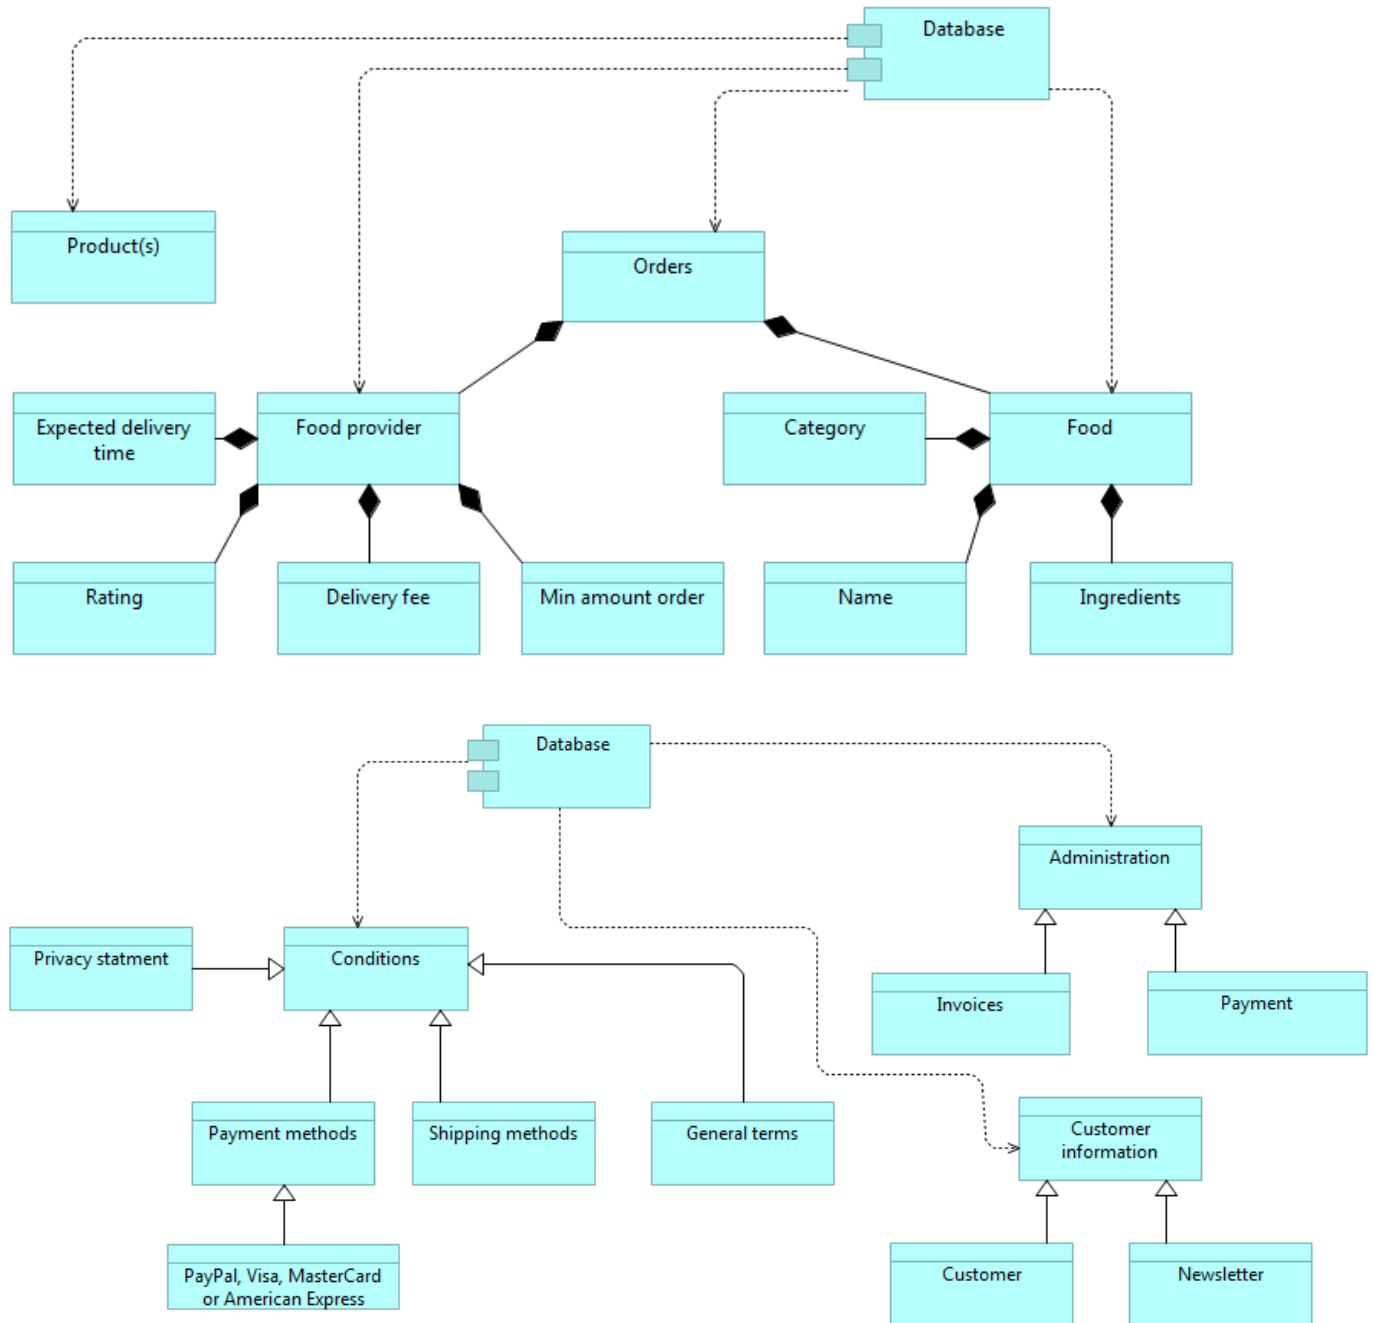 Database
Product(s)
Orders
Expected delivery
time
Food provider
Category
Food
Rating
Delivery fee
Min amount order
Name
Ingredients
Database
Administration
Privacy statment
Conditions
Invoices
Payment
Payment methods
Shipping methods
General terms
Customer
information
PayPal, Visa, MasterCard
or American Express
Customer
Newsletter